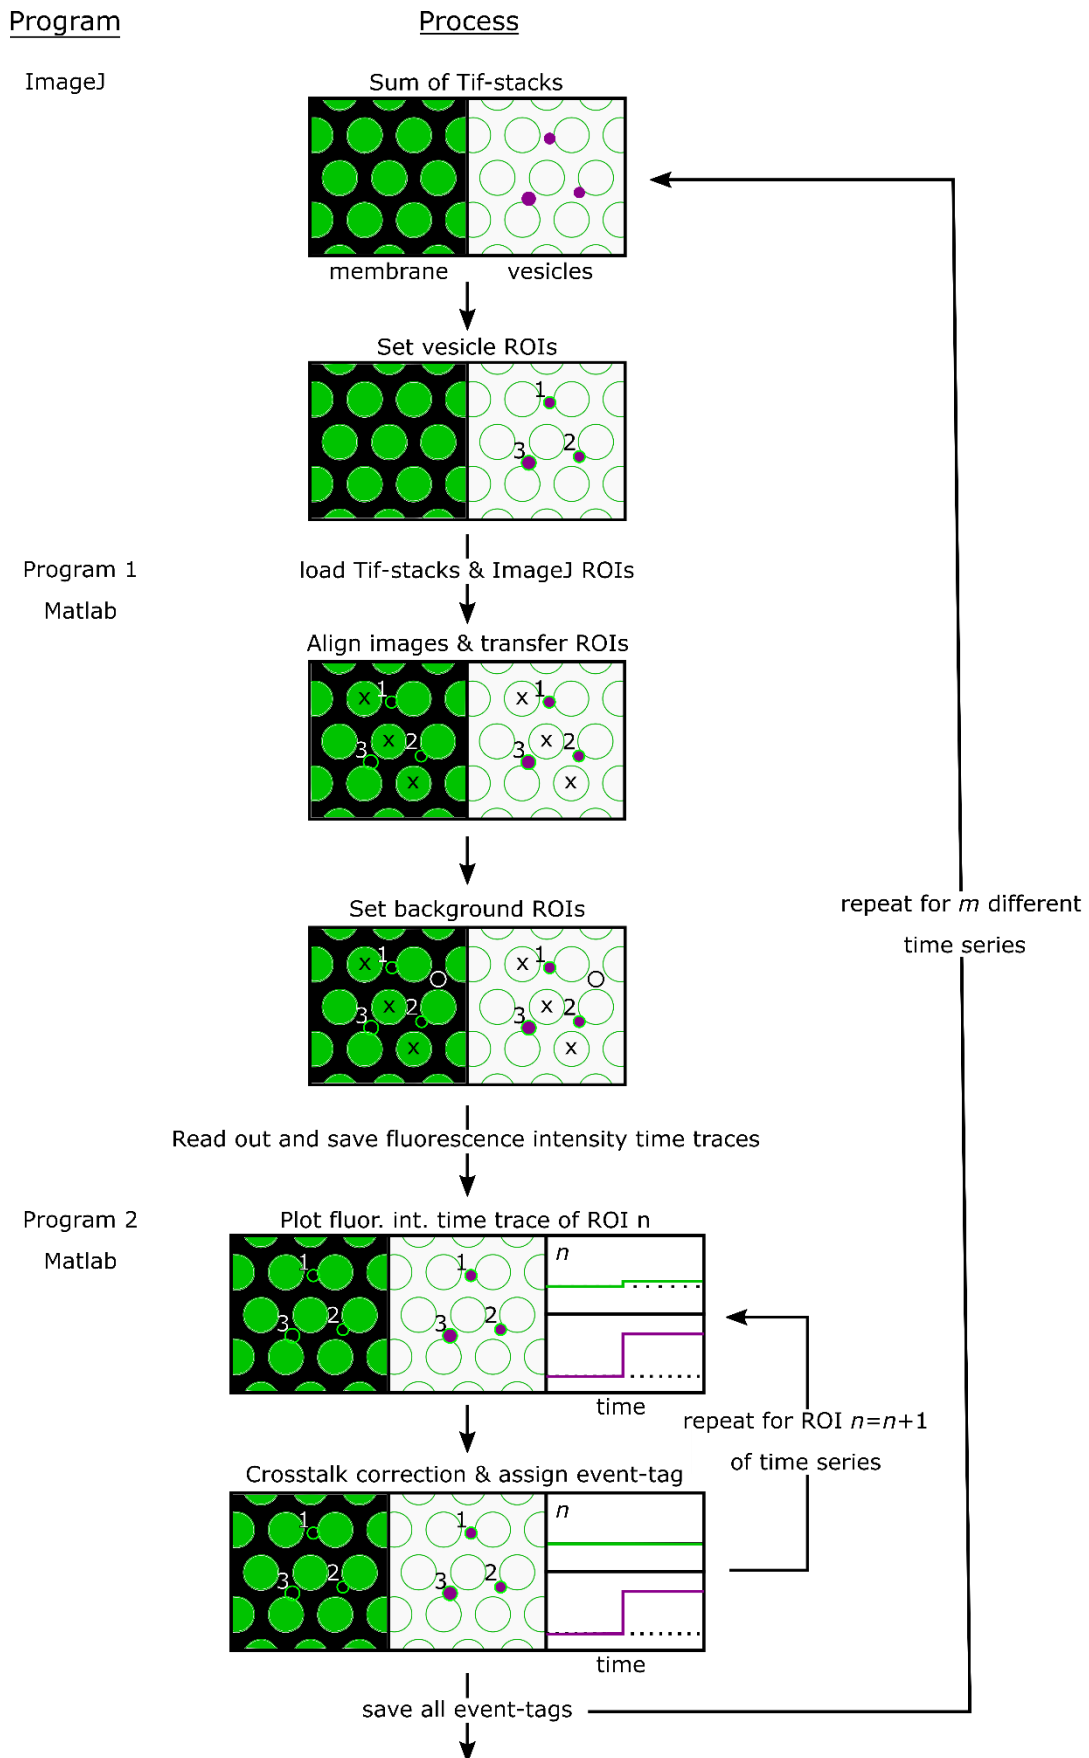 Program
Process
ImageJ
Sum of Tif-stacks
membrane
vesicles
Set vesicle ROIs
1
3
2
Program 1
Matlab
load Tif-stacks & ImageJ ROIs
Align images & transfer ROIs
x
1
x
1
3
x
2
3
x
2
x
x
repeat for m different
time series
Set background ROIs
x
1
x
1
3
x
2
3
x
2
x
x
Read out and save fluorescence intensity time traces
Program 2
Matlab
Plot fluor. int. time trace of ROI n
1
1
n
3
2
3
2
time
repeat for ROI n=n+1
of time series
Crosstalk correction & assign event-tag
1
1
n
3
2
3
2
time
save all event-tags